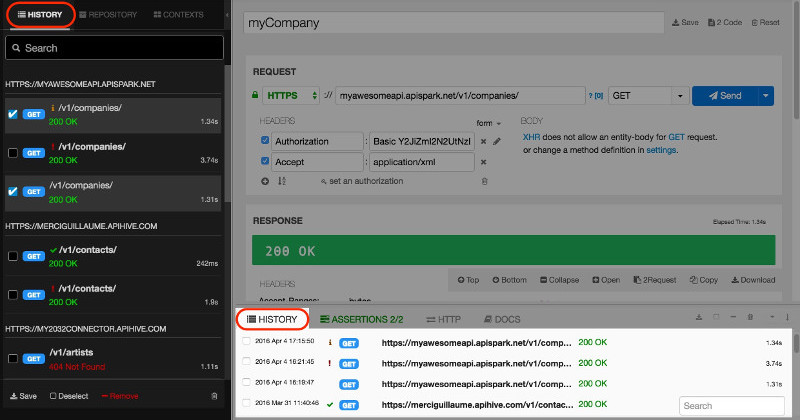 HISTORY
REPOSITORY
CONTEXTS
Search
HTTPS://MYAWESOMEAPI.APISPARK.NET
GET
/v1/companies/
200 OK
1.34s
GET
/v1/companies/
200 OK
3.74s
GET
/v1/companies/
200 OK
1.31s
HTTPS://MERCIGUILLAUME.APIHIVE.COM
GET
/v1/contacts/
200 OK
242ms
GET
/v1/contacts/
200 OK
1.9s
HTTPS://MY2032CONNECTOR.APIHIVE.COM
GET
/v1/artists
404 Not Found
1.11s
Save
Deselect
Remove
myCompany
Save
2 Code
Reset
REQUEST
HTTPS
://
myawesomeapi.apispark.net/v1/companies/
? [0]
GET
Send
HEADERS
form
Authorization
:
Basic Y2JiZmI2N2UtNzI
Accept
:
application/xml
set an authorization
BODY
XHR does not allow an entity-body for GET request.
or change a method definition in settings.
RESPONSE
Elapsed Time: 1.34s
200 OK
HEADERS
Top
Bottom
Collapse
Open
2Request
Copy
Download
Accept-Ranges:
bytes
HISTORY
ASSERTIONS 2/2
HTTP
DOCS
2016 Apr 4 17:15:50
GET
https://myawesomeapi.apispark.net/v1/comp...
200 OK
1.34s
2016 Apr 4 16:21:45
GET
https://myawesomeapi.apispark.net/v1/comp...
200 OK
3.74s
2016 Apr 4 16:19:47
GET
https://myawesomeapi.apispark.net/v1/comp...
200 OK
1.31s
2016 Mar 31 11:40:46
GET
https://merciguillaume.apihive.com/v1/contac...
200 OK
Search